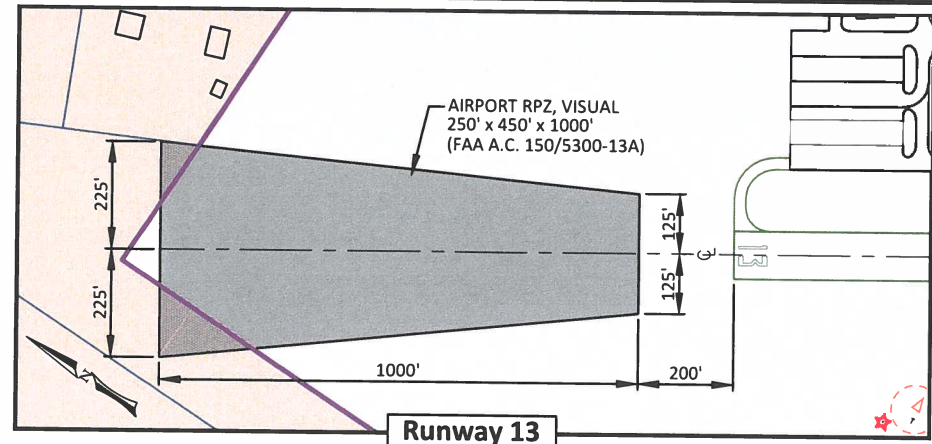 AIRPORT RPZ, VISUAL
250' x 450' x 1000'
(FAA A.C. 150/5300-13A)
225'
225'
125'
125'
℄
13
1000'
200'
N
Runway 13